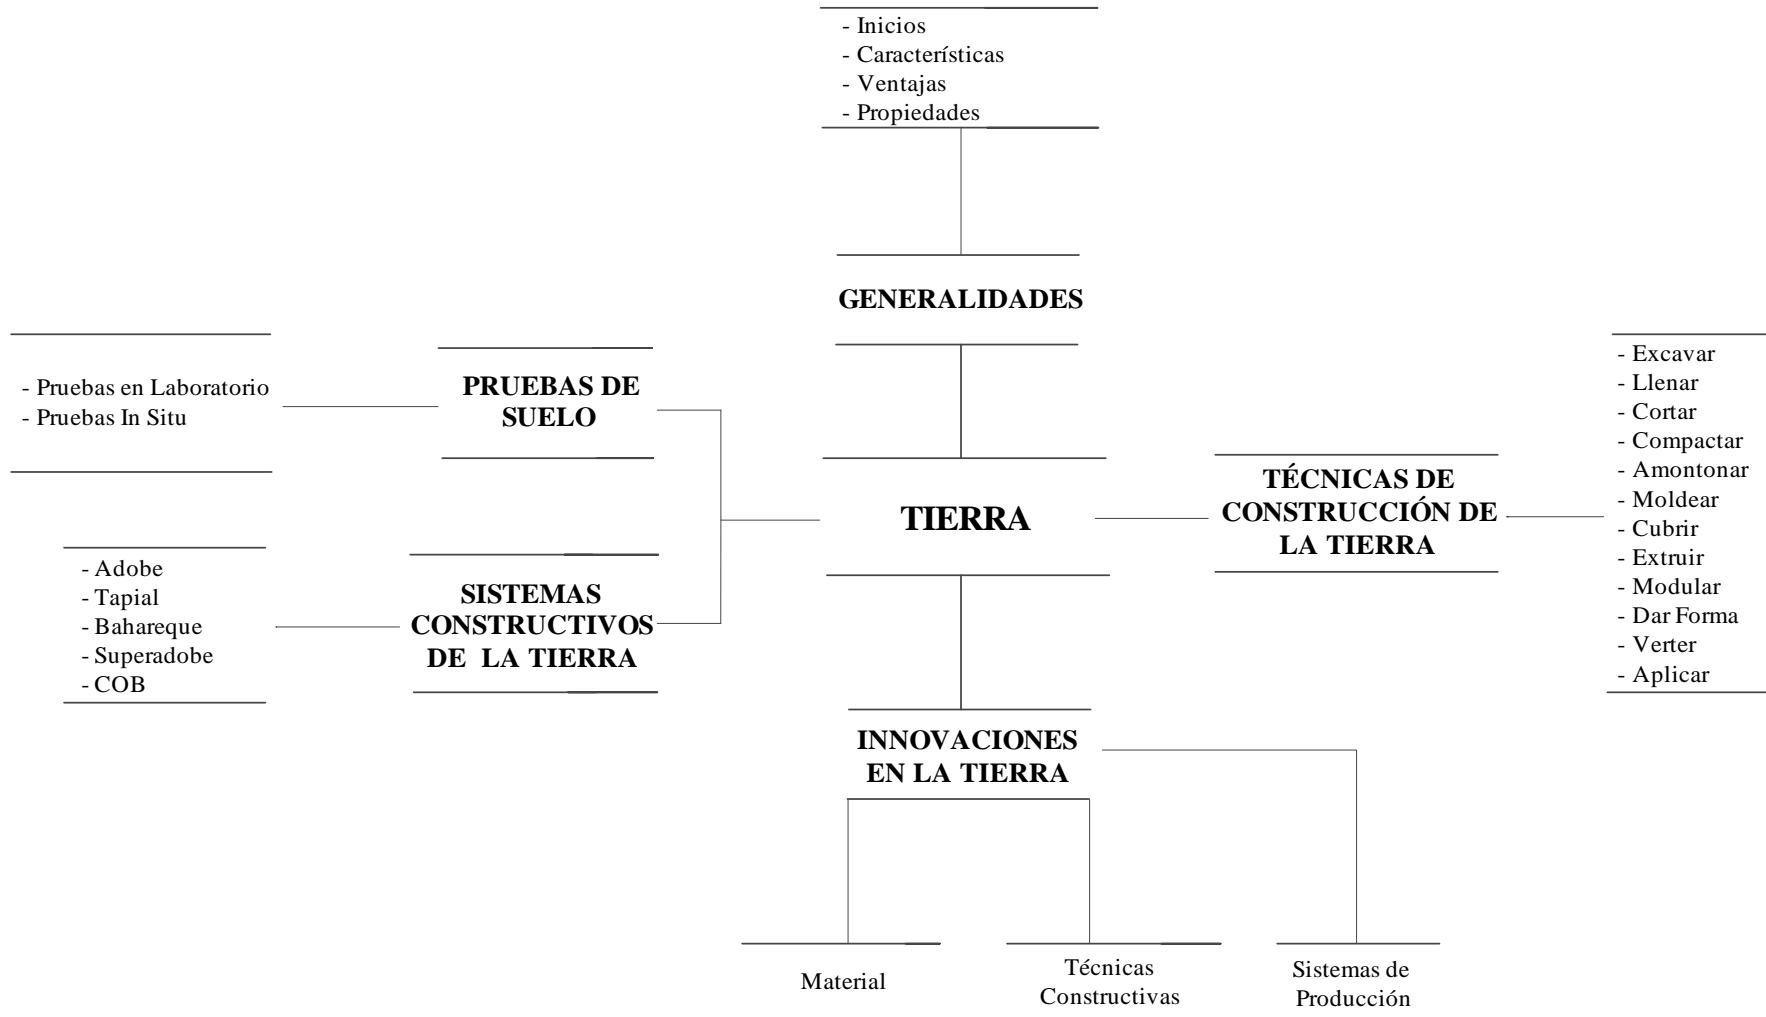 - Inicios
- Características
- Ventajas
- Propiedades
GENERALIDADES
- Pruebas en Laboratorio
- Pruebas In Situ
PRUEBAS DE
SUELO
TIERRA
TÉCNICAS DE
CONSTRUCCIÓN DE
LA TIERRA
- Excavar
- Llenar
- Cortar
- Compactar
- Amontonar
- Moldear
- Cubrir
- Extruir
- Modular
- Dar Forma
- Verter
- Aplicar
- Adobe
- Tapial
- Bahareque
- Superadobe
- COB
SISTEMAS
CONSTRUCTIVOS
DE LA TIERRA
INNOVACIONES
EN LA TIERRA
Material
Técnicas
Constructivas
Sistemas de
Producción